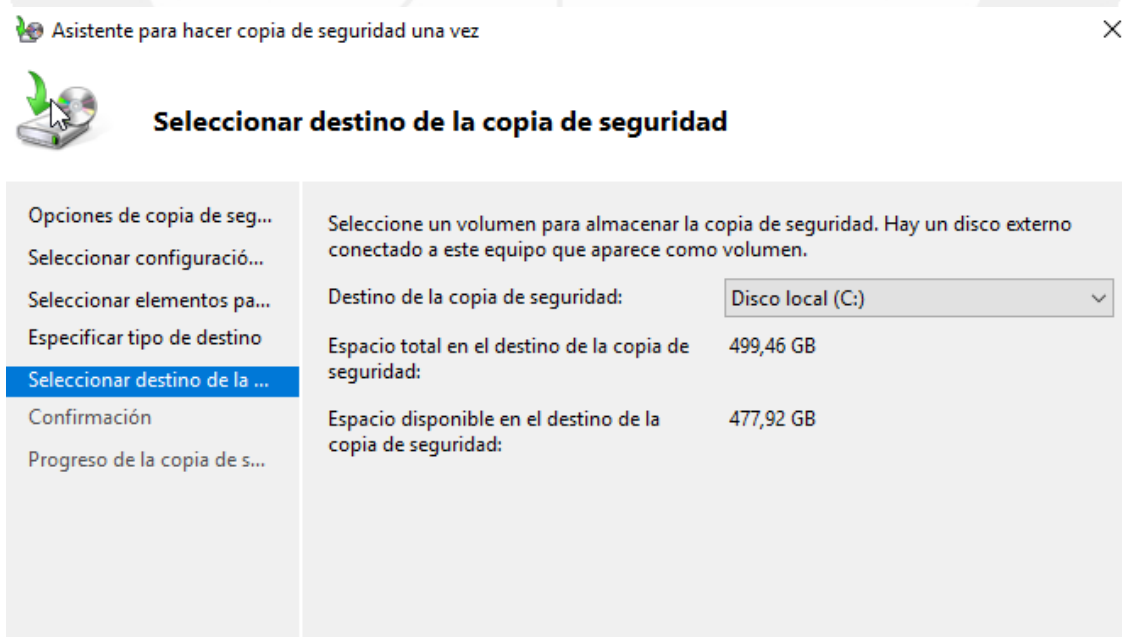 Asistente para hacer copia de seguridad una vez
Seleccionar destino de la copia de seguridad
Opciones de copia de seg...
Seleccionar configuració...
Seleccionar elementos pa...
Especificar tipo de destino
Seleccionar destino de la ...
Confirmación
Progreso de la copia de s...
Seleccione un volumen para almacenar la copia de seguridad. Hay un disco externo
conectado a este equipo que aparece como volumen.
Destino de la copia de seguridad: Disco local (C:)
Espacio total en el destino de la copia de 499,46 GB
seguridad:
Espacio disponible en el destino de la 477,92 GB
copia de seguridad: